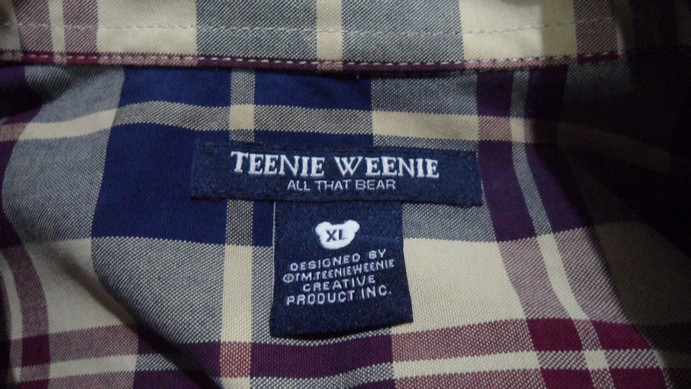 TEENIE WEENIE
ALL THAT BEAR
XL
DESIGNED BY
©TM.TEENIEWEENIE
CREATIVE
PRODUCT INC.